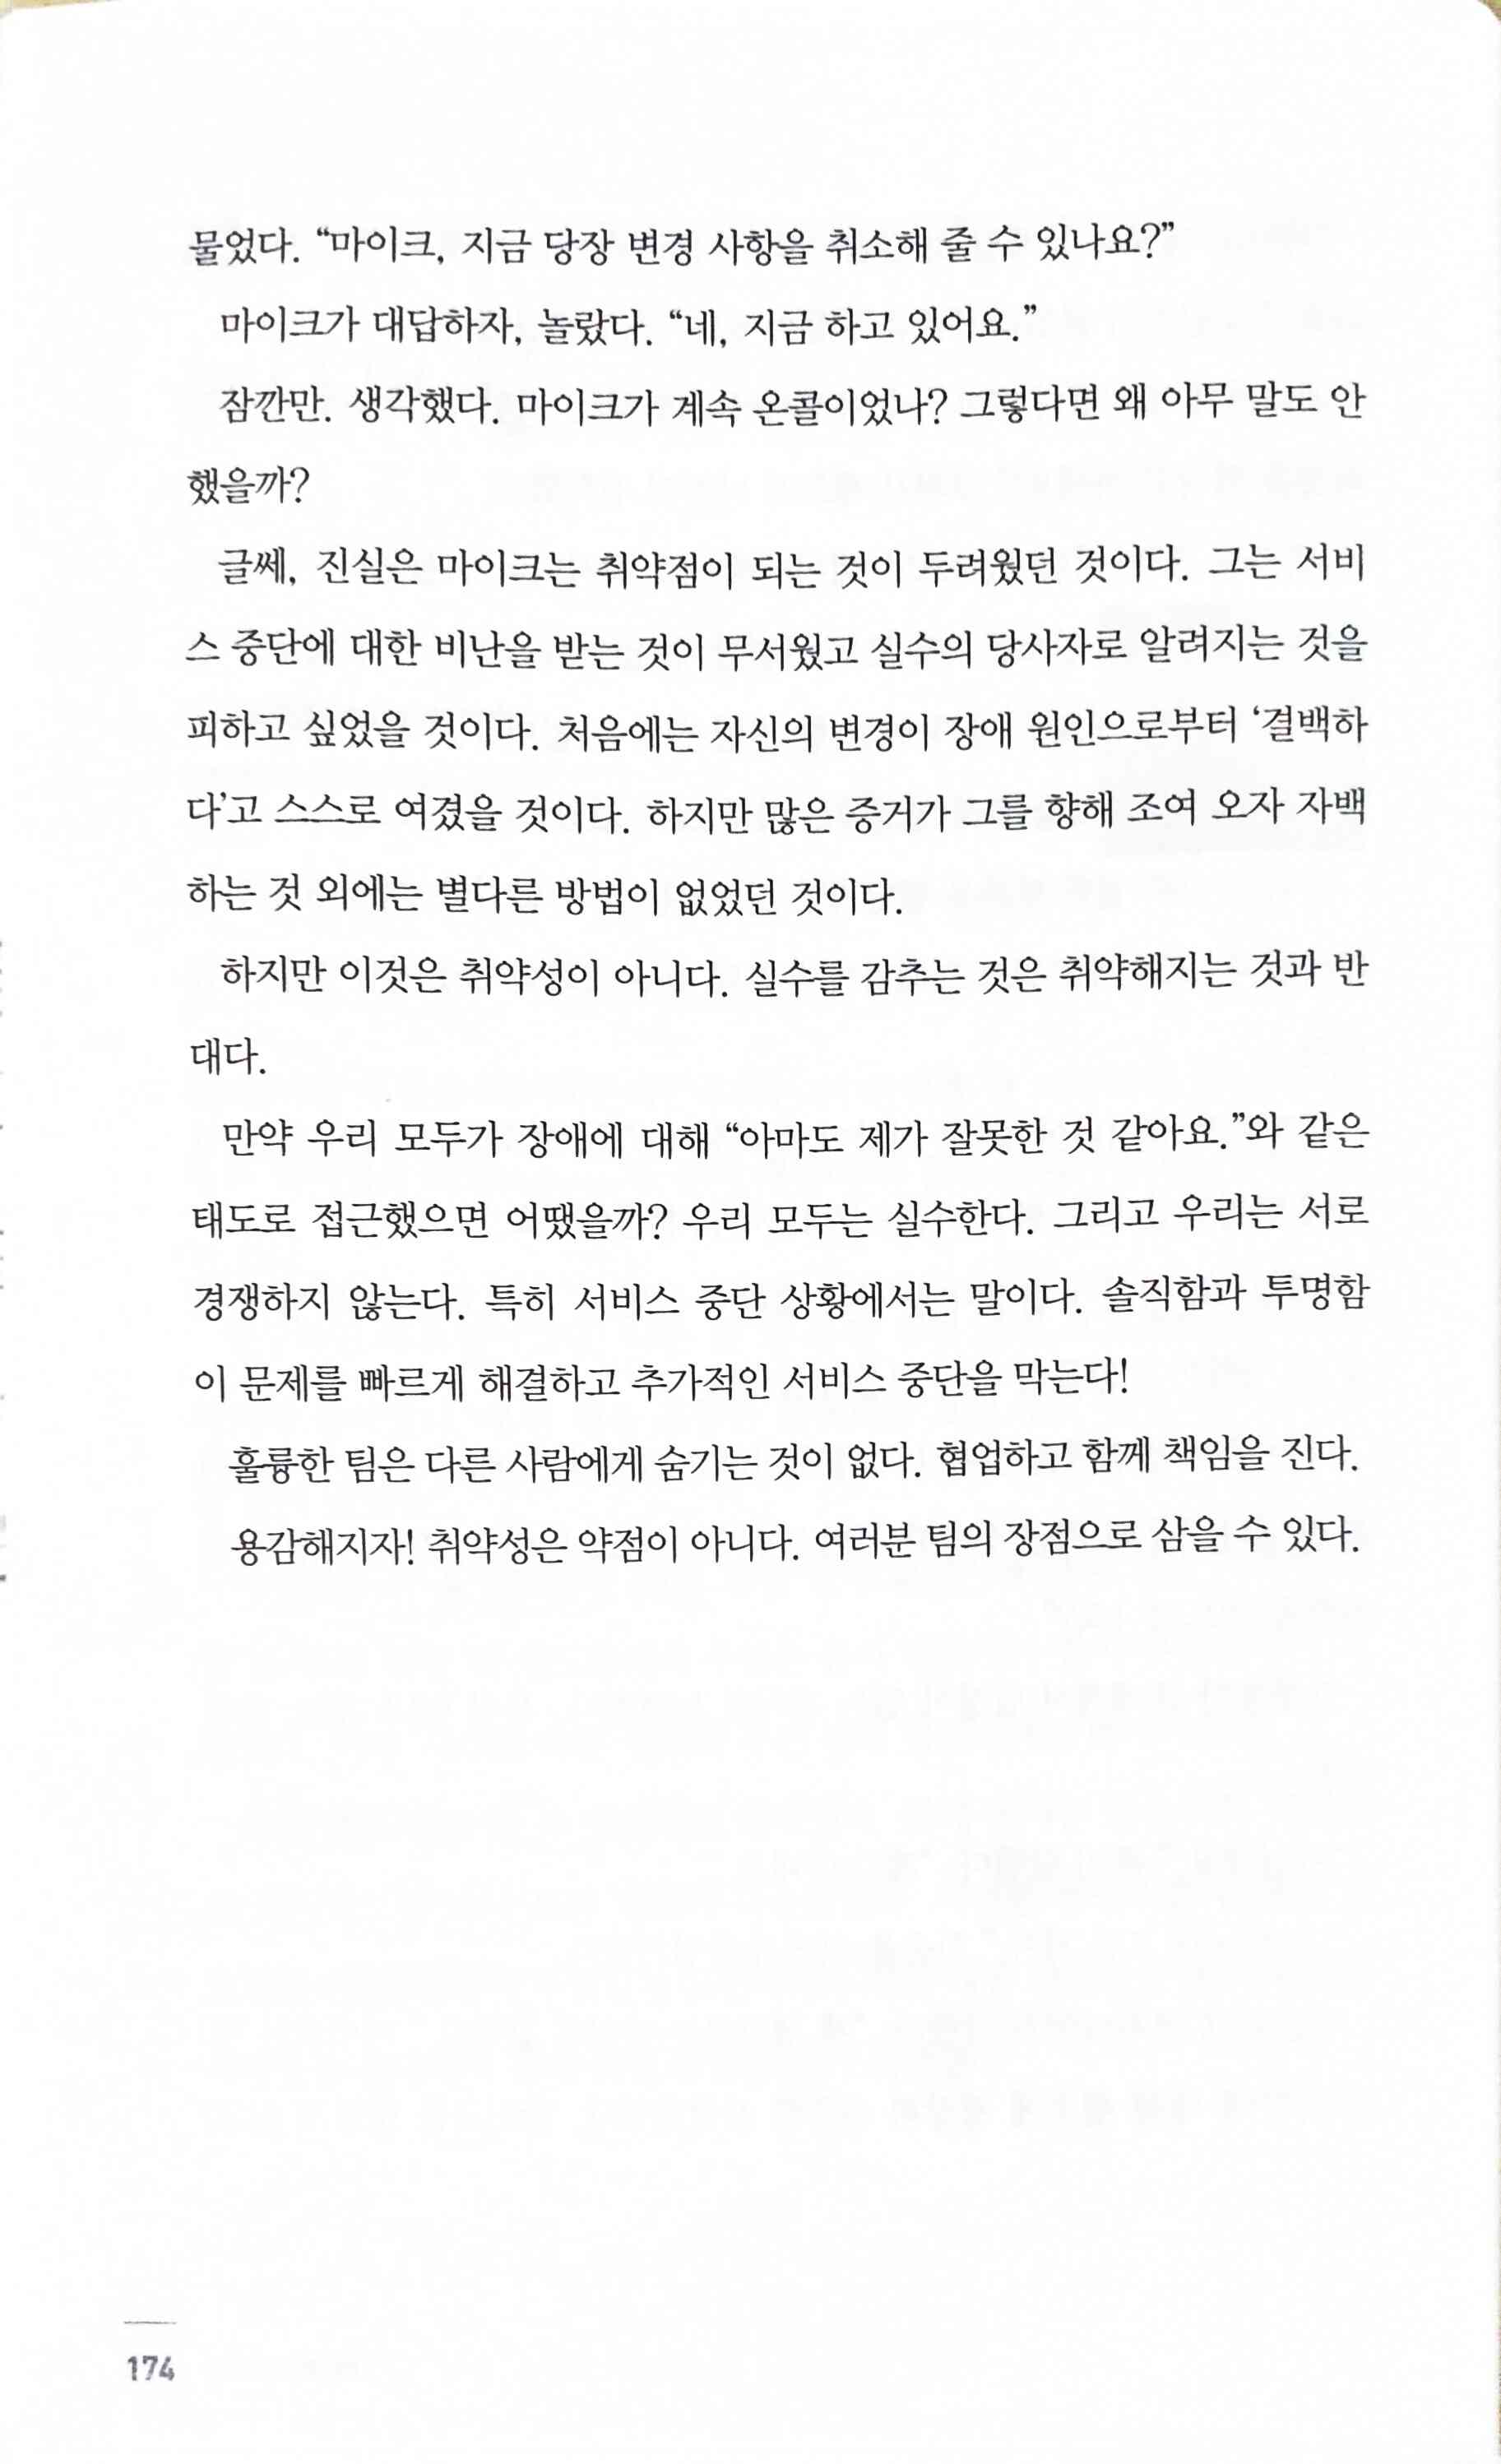 물었다. “마이크, 지금 당장 변경 사항을 취소해 줄 수 있나요?”
마이크가 대답하자, 놀랐다. “네, 지금 하고 있어요.”
잠깐만. 생각했다. 마이크가 계속 온콜이었나? 그렇다면 왜 아무 말도 안
했을까?
글쎄, 진실은 마이크는 취약점이 되는 것이 두려웠던 것이다. 그는 서비
스 중단에 대한 비난을 받는 것이 무서웠고 실수의 당사자로 알려지는 것을
피하고 싶었을 것이다. 처음에는 자신의 변경이 장애 원인으로부터 ‘결백하
다’고 스스로 여겼을 것이다. 하지만 많은 증거가 그를 향해 조여 오자 자백
하는 것 외에는 별다른 방법이 없었던 것이다.
하지만 이것은 취약성이 아니다. 실수를 감추는 것은 취약해지는 것과 반
대다.
만약 우리 모두가 장애에 대해 “아마도 제가 잘못한 것 같아요.”와 같은
태도로 접근했으면 어땠을까? 우리 모두는 실수한다. 그리고 우리는 서로
경쟁하지 않는다. 특히 서비스 중단 상황에서는 말이다. 솔직함과 투명함
이 문제를 빠르게 해결하고 추가적인 서비스 중단을 막는다!
훌륭한 팀은 다른 사람에게 숨기는 것이 없다. 협업하고 함께 책임을 진다.
용감해지자! 취약성은 약점이 아니다. 여러분 팀의 장점으로 삼을 수 있다.
174